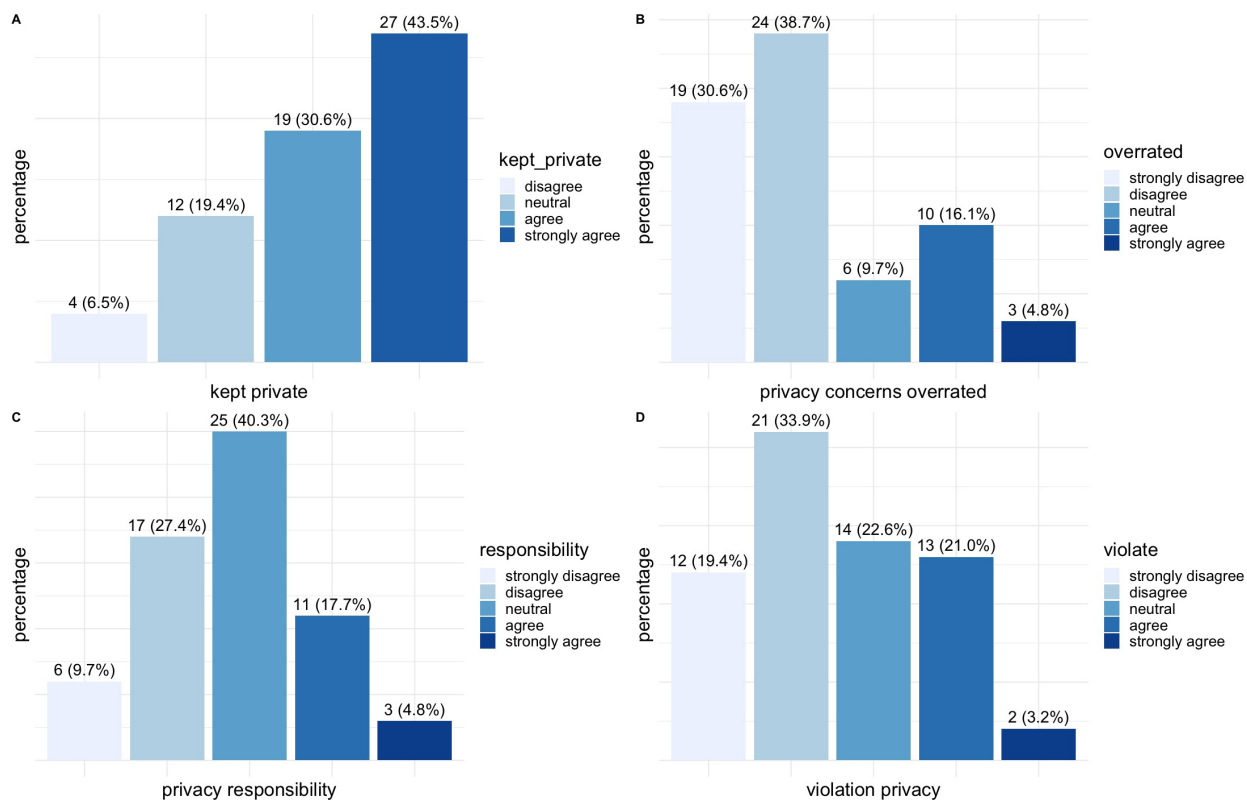 A
27 (43.5%)
19 (30.6%)
12 (19.4%)
4 (6.5%)
percentage
kept private
kept_private
disagree
neutral
agree
strongly agree
B
24 (38.7%)
19 (30.6%)
10 (16.1%)
6 (9.7%)
3 (4.8%)
percentage
privacy concerns overrated
overrated
strongly disagree
disagree
neutral
agree
strongly agree
C
25 (40.3%)
17 (27.4%)
11 (17.7%)
6 (9.7%)
3 (4.8%)
percentage
privacy responsibility
responsibility
strongly disagree
disagree
neutral
agree
strongly agree
D
21 (33.9%)
14 (22.6%)
13 (21.0%)
12 (19.4%)
2 (3.2%)
percentage
violation privacy
violate
strongly disagree
disagree
neutral
agree
strongly agree